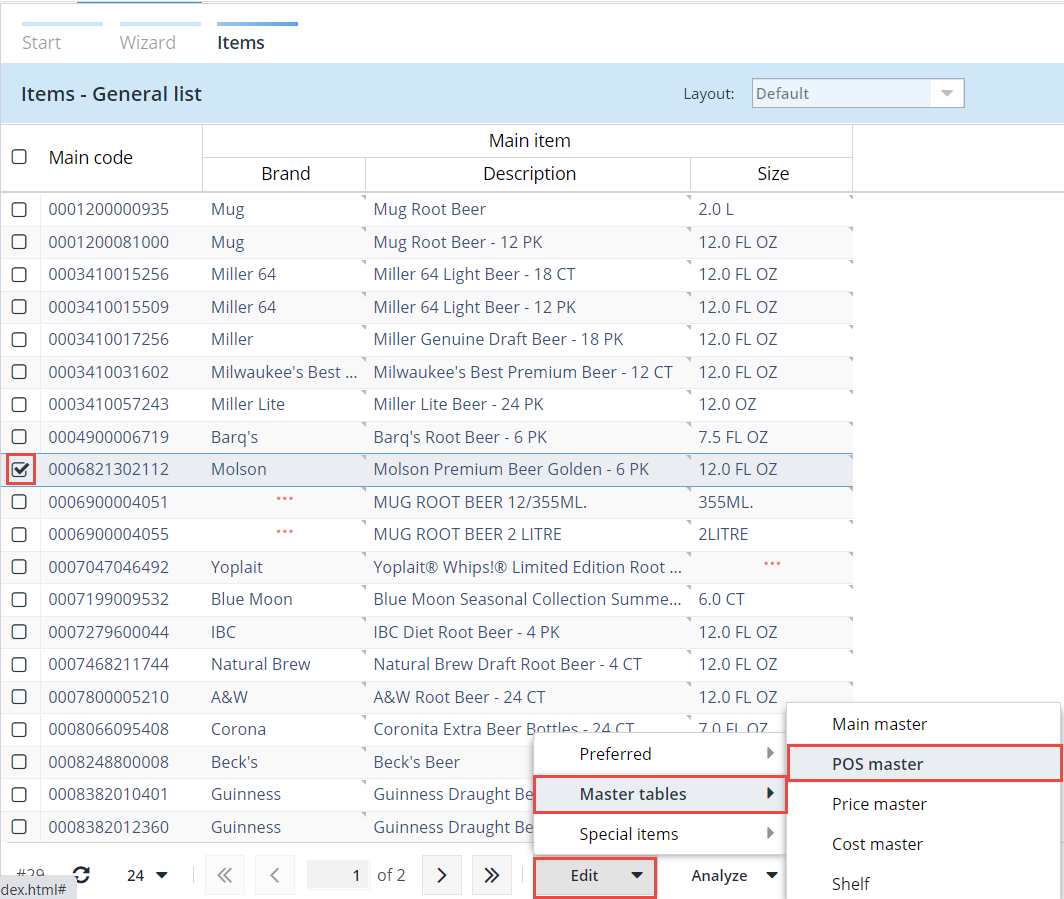 Start Wizard Items
Items - General list Layout: Default
Main item
Main code
Brand Description Size
0001200000935 Mug Mug Root Beer 2.0 L
0001200081000 Mug Mug Root Beer - 12 PK 12.0 FL OZ
0003410015256 Miller 64 Miller 64 Light Beer - 18 CT 12.0 FL OZ
0003410015509 Miller 64 Miller 64 Light Beer - 12 PK 12.0 FL OZ
0003410017256 Miller Miller Genuine Draft Beer - 18 PK 12.0 FL OZ
0003410031602 Milwaukee's Best ... Milwaukee's Best Premium Beer - 12 CT 12.0 FL OZ
0003410057243 Miller Lite Miller Lite Beer - 24 PK 12.0 OZ
0004900006719 Barq's Barq's Root Beer - 6 PK 7.5 FL OZ
0006821302112 Molson Molson Premium Beer Golden - 6 PK 12.0 FL OZ
0006900004051 ... MUG ROOT BEER 12/355ML. 355ML.
0006900004055 ... MUG ROOT BEER 2 LITRE 2LITRE
0007047046492 Yoplait Yoplait® Whips!® Limited Edition Root ... ...
0007199009532 Blue Moon Blue Moon Seasonal Collection Summe... 6.0 CT
0007279600044 IBC IBC Diet Root Beer - 4 PK 12.0 FL OZ
0007468211744 Natural Brew Natural Brew Draft Root Beer - 4 CT 12.0 FL OZ
0007800005210 A&W A&W Root Beer - 24 CT 12.0 FL OZ
0008066095408 Corona Coronita Extra Beer Bottles - 24 CT 7.0 FL OZ
0008248800008 Beck's Beck's Beer
0008382010401 Guinness Guinness Draught Be
0008382012360 Guinness Guinness Draught Be
Preferred
Master tables
Special items
Main master
POS master
Price master
Cost master
Shelf
#29 24 1 of 2 Edit Analyze
dex.html#